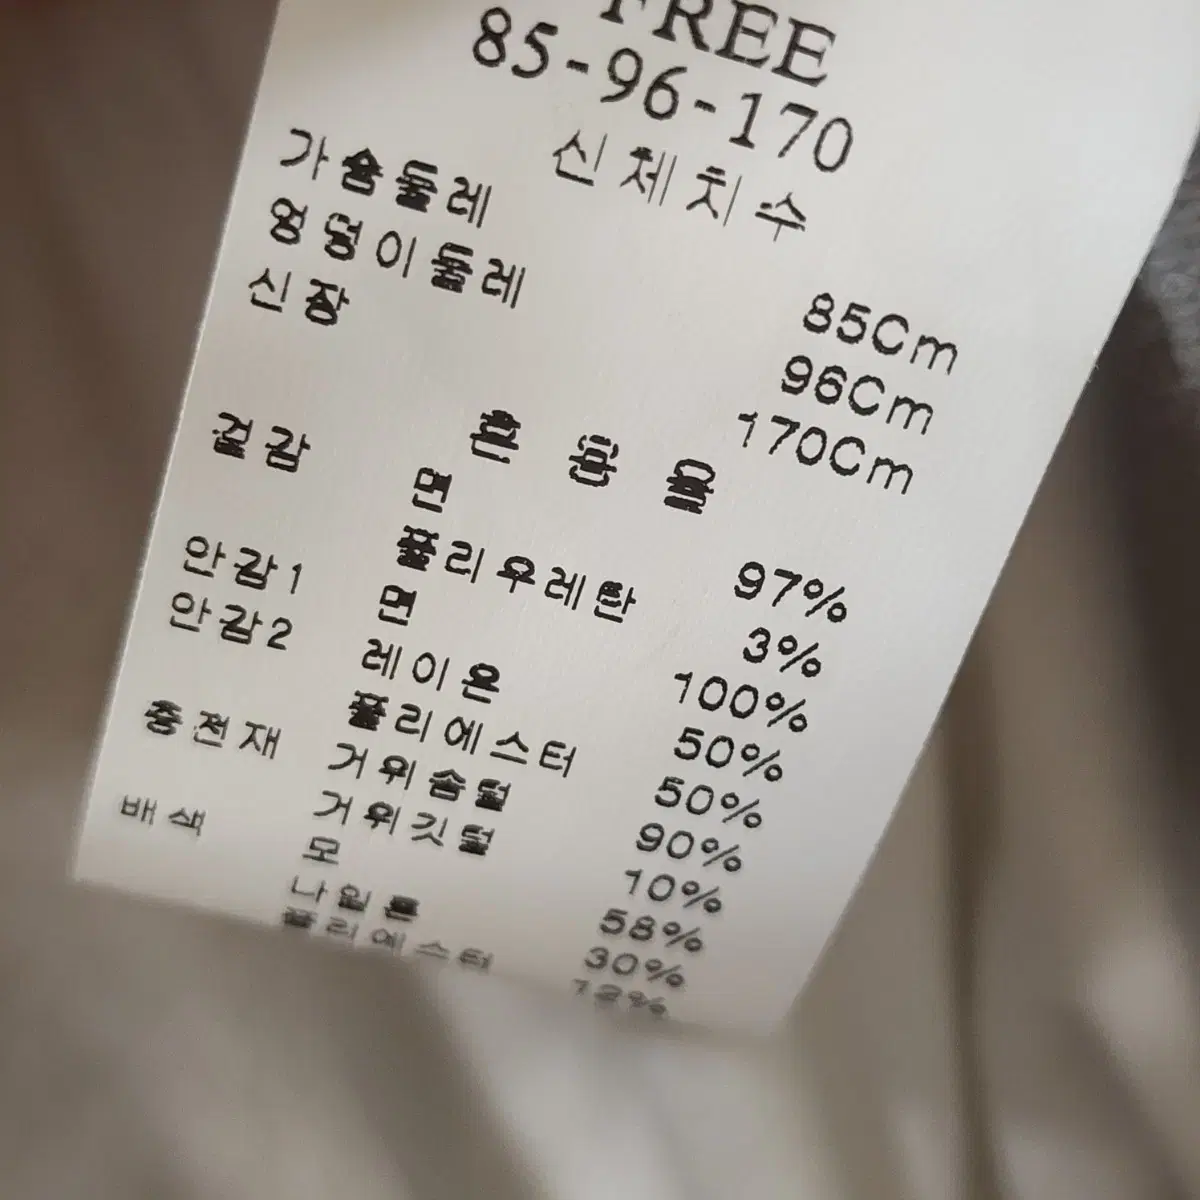 FREE
85-96-170
신체치수
가슴둘레 85Cm
엉덩이둘레 96Cm
신장 170Cm
혼용율
겉감 면 97%
폴리우레탄 3%
안감1 면 100%
안감2 레이온 50%
폴리에스터 50%
충전재 거위솜털 90%
거위깃털 10%
배색 모 58%
나일론 30%
폴리에스터 12%